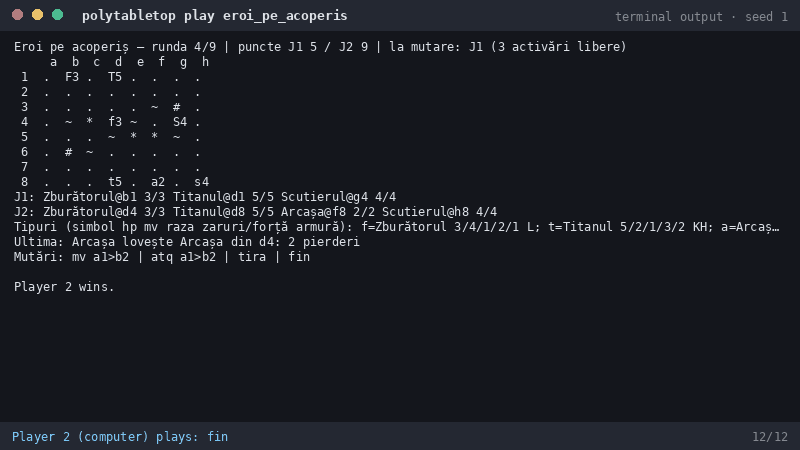 polytabletop play eroi_pe_acoperis
terminal output · seed 1
Eroi pe acoperiș — runda 4/9 | puncte J1 5 / J2 9 | la mutare: J1 (3 activări libere)
a b c d e f g h
1 . F3 . T5 . . . .
2 . . . . . . . .
3 . . . . . ~ # .
4 . ~ * f3 ~ . S4 .
5 . . . ~ * * ~ .
6 . # ~ . . . . .
7 . . . . . . . .
8 . . . t5 . a2 . s4
J1: Zburătorul@b1 3/3 Titanul@d1 5/5 Scutierul@g4 4/4
J2: Zburătorul@d4 3/3 Titanul@d8 5/5 Arcașa@f8 2/2 Scutierul@h8 4/4
Tipuri (simbol hp mv raza zaruri/forță armură): f=Zburătorul 3/4/1/2/1 L; t=Titanul 5/2/1/3/2 KH; a=Arcaș…
Ultima: Arcașa lovește Arcașa din d4: 2 pierderi
Mutări: mv a1>b2 | atq a1>b2 | tira | fin
Player 2 wins.
Player 2 (computer) plays: fin
12/12